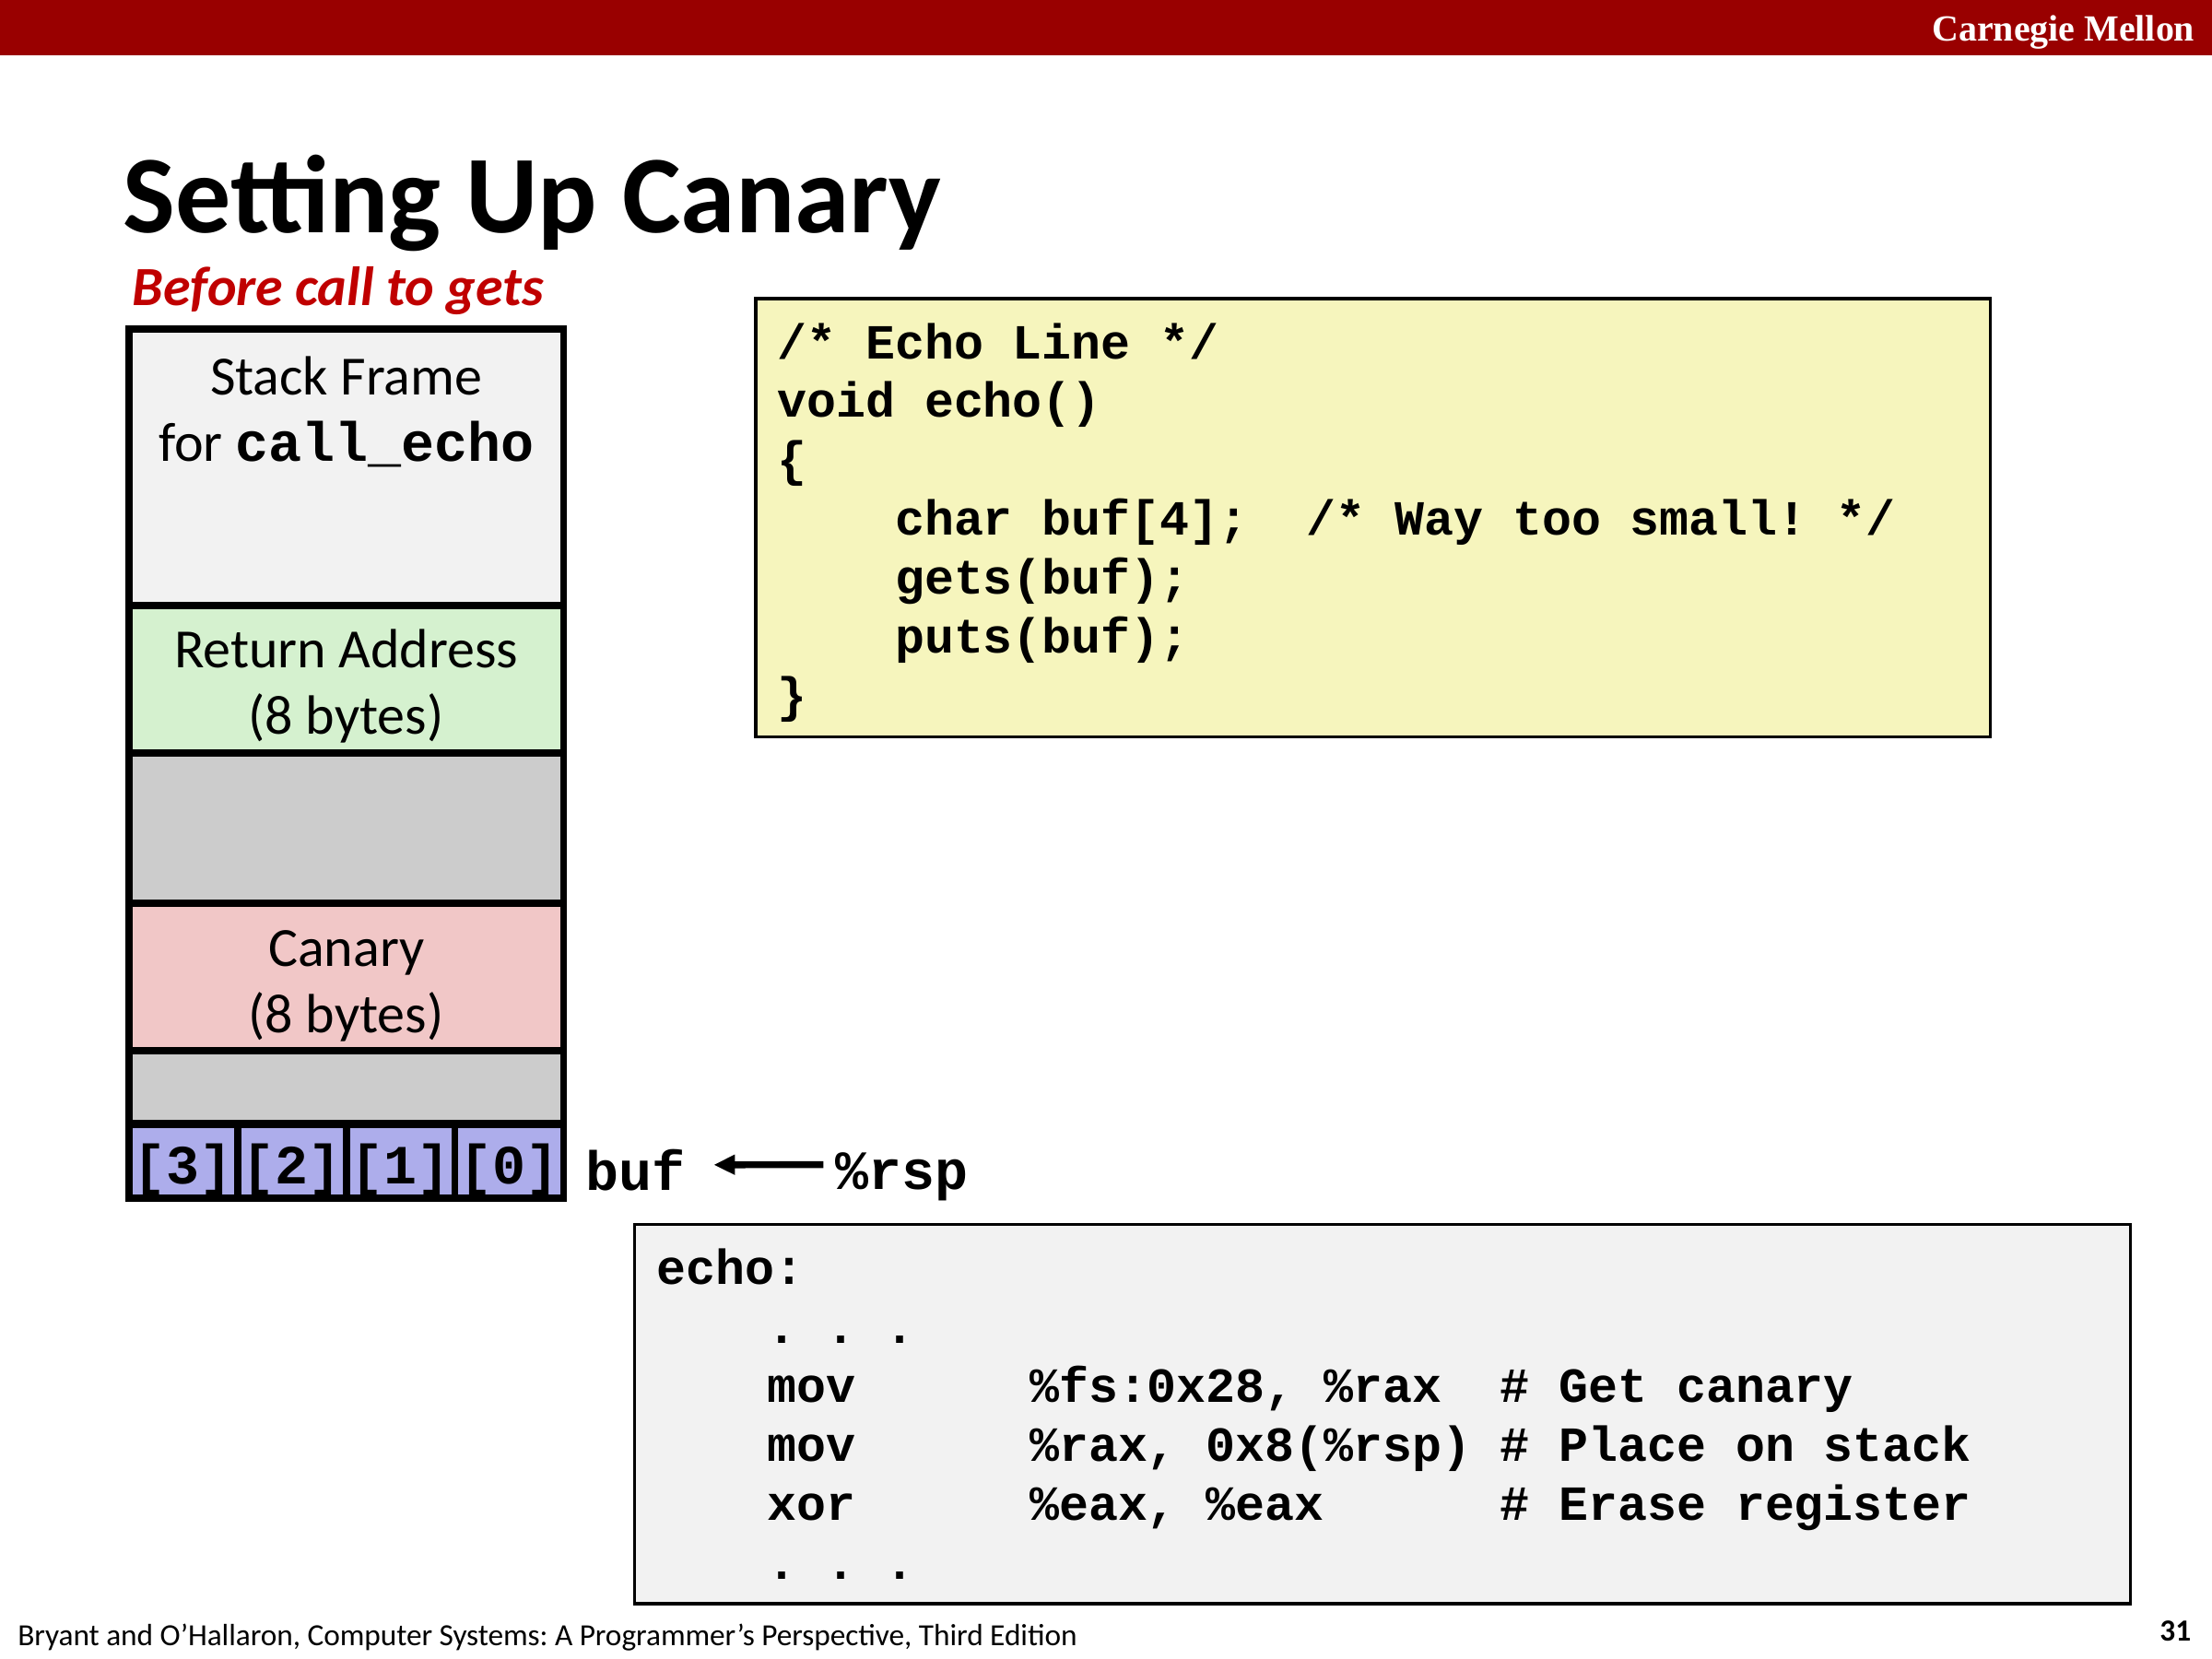 Carnegie Mellon
Setting Up Canary
Before call to gets
Stack Frame
for call_echo
Return Address
(8 bytes)
Canary
(8 bytes)
[3] [2] [1] [0] buf %rsp
/* Echo Line */
void echo()
{
    char buf[4];  /* Way too small! */
    gets(buf);
    puts(buf);
}
echo:
    . . .
    mov      %fs:0x28, %rax  # Get canary
    mov      %rax, 0x8(%rsp) # Place on stack
    xor      %eax, %eax      # Erase register
    . . .
Bryant and O’Hallaron, Computer Systems: A Programmer’s Perspective, Third Edition
31